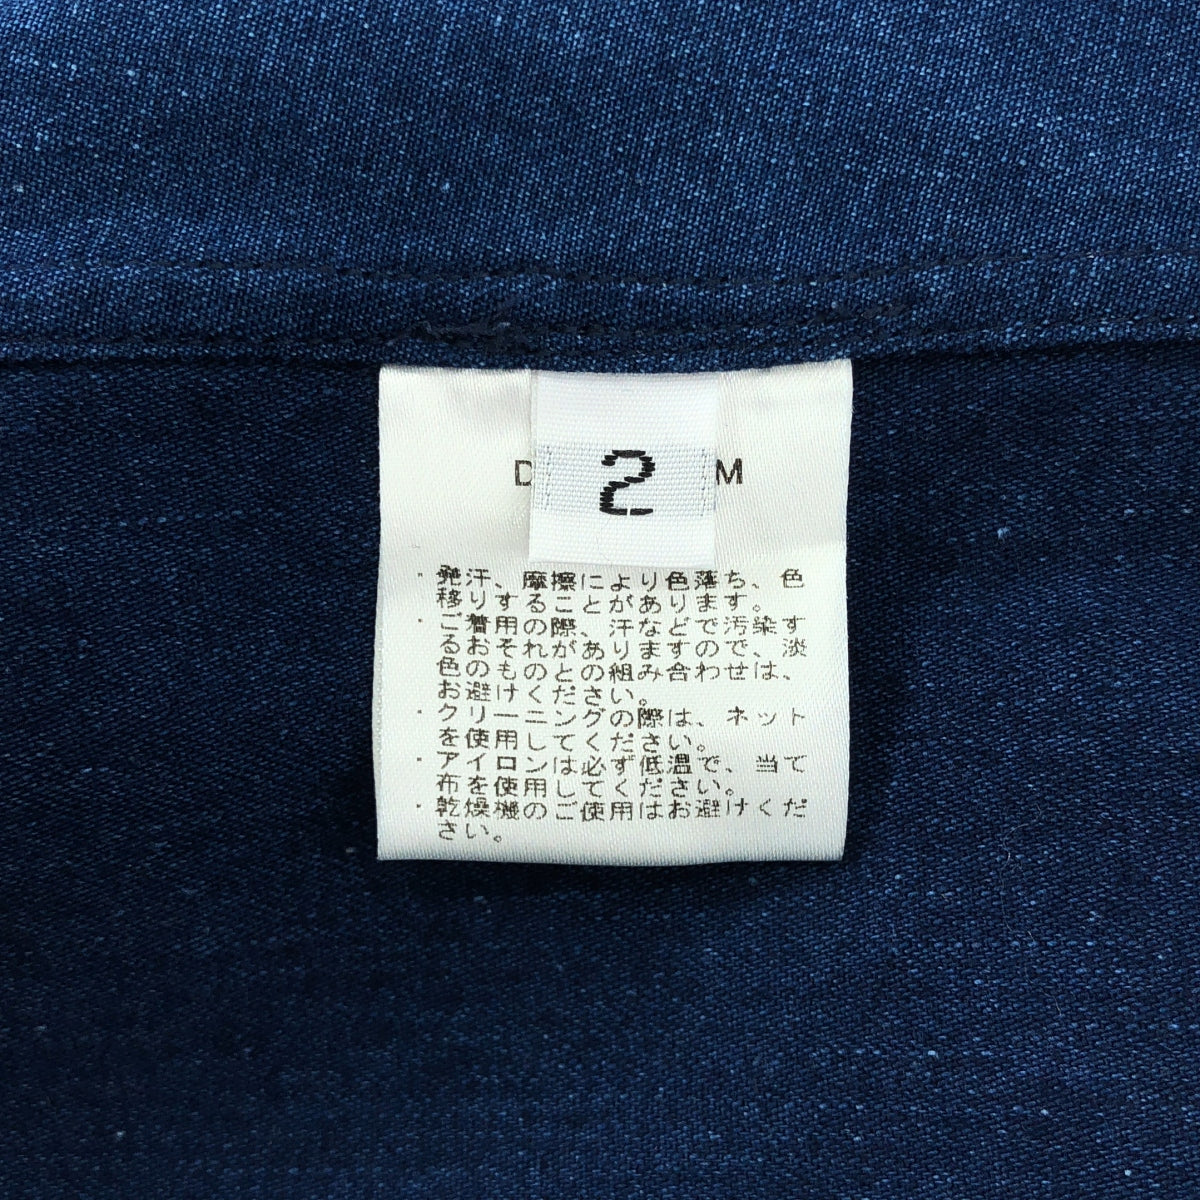 2
・発汗、摩擦により色落ち、色
移りすることがあります。
・ご着用の際、汗などで汚染す
るおそれがありますので、淡
色のものとの組み合わせは、
お避けください。
・クリーニングの際は、ネット
を使用してください。
・アイロンは必ず低温で、当て
布を使用してください。
・乾燥機のご使用はお避けくだ
さい。